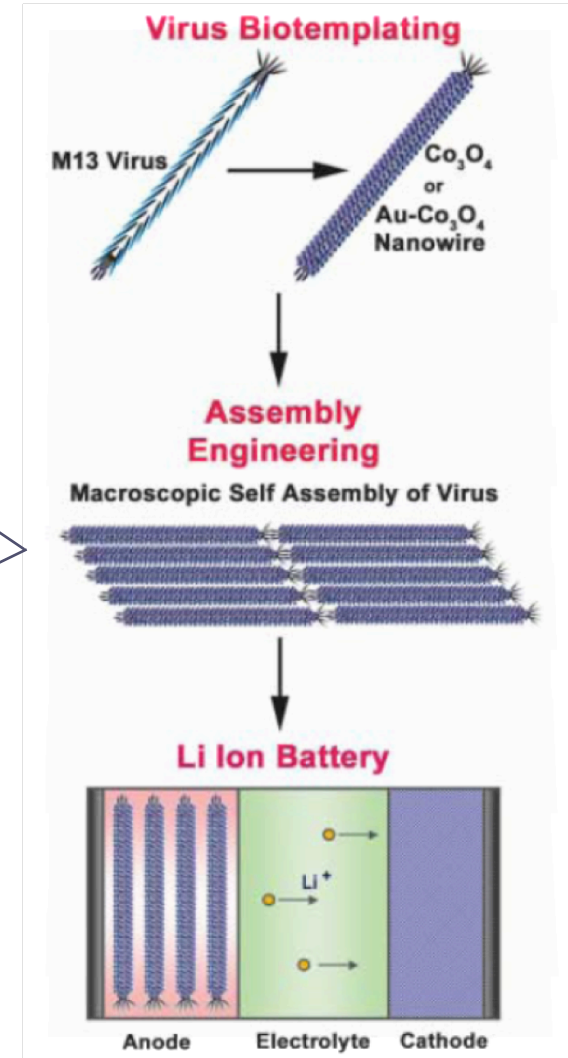 Virus Biotemplating
M13 Virus
Co₃O₄
or
Au-Co₃O₄
Nanowire
Assembly
Engineering
Macroscopic Self Assembly of Virus
Li Ion Battery
Li⁺
Anode Electrolyte Cathode